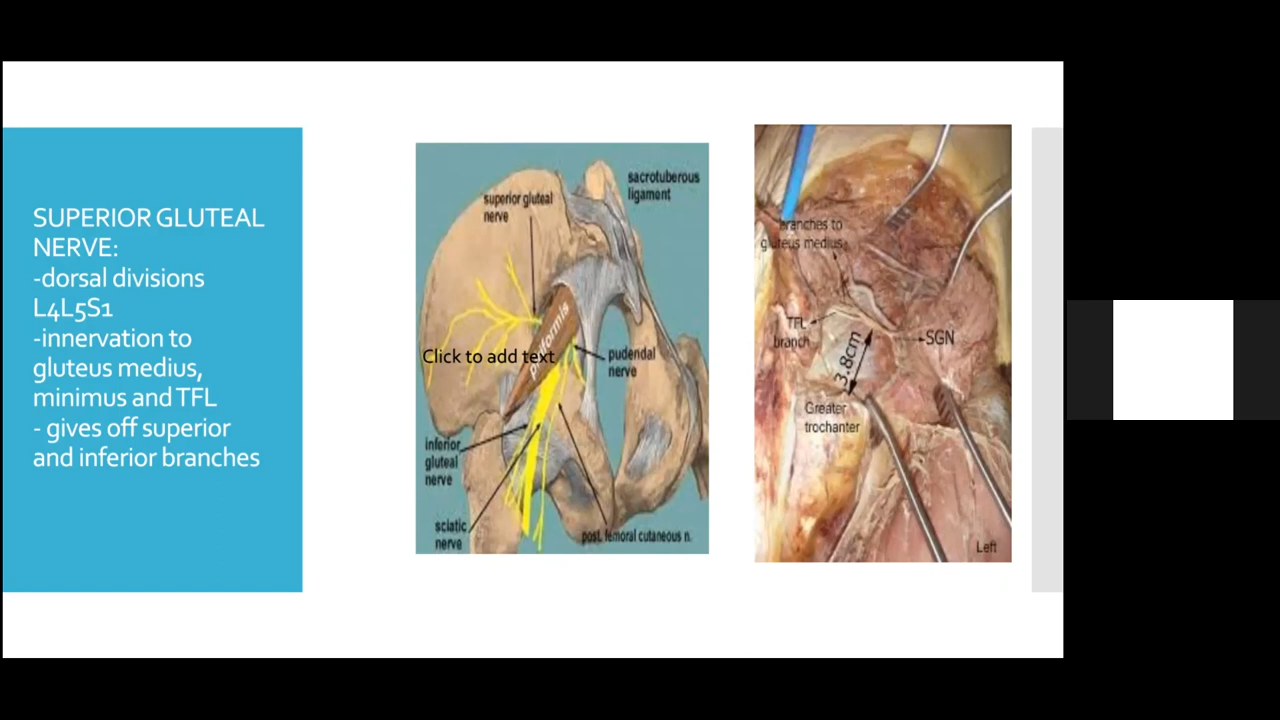 SUPERIOR GLUTEAL
NERVE:
-dorsal divisions
L4L5S1
-innervation to
gluteus medius,
minimus and TFL
- gives off superior
and inferior branches
superior gluteal
nerve
sacrotuberous
ligament
piriformis
Click to add text
pudendal
nerve
inferior
gluteal
nerve
sciatic
nerve
post. femoral cutaneous n.
branches to
gluteus medius
TFL
branch
SGN
3.8cm
Greater
trochanter
Left